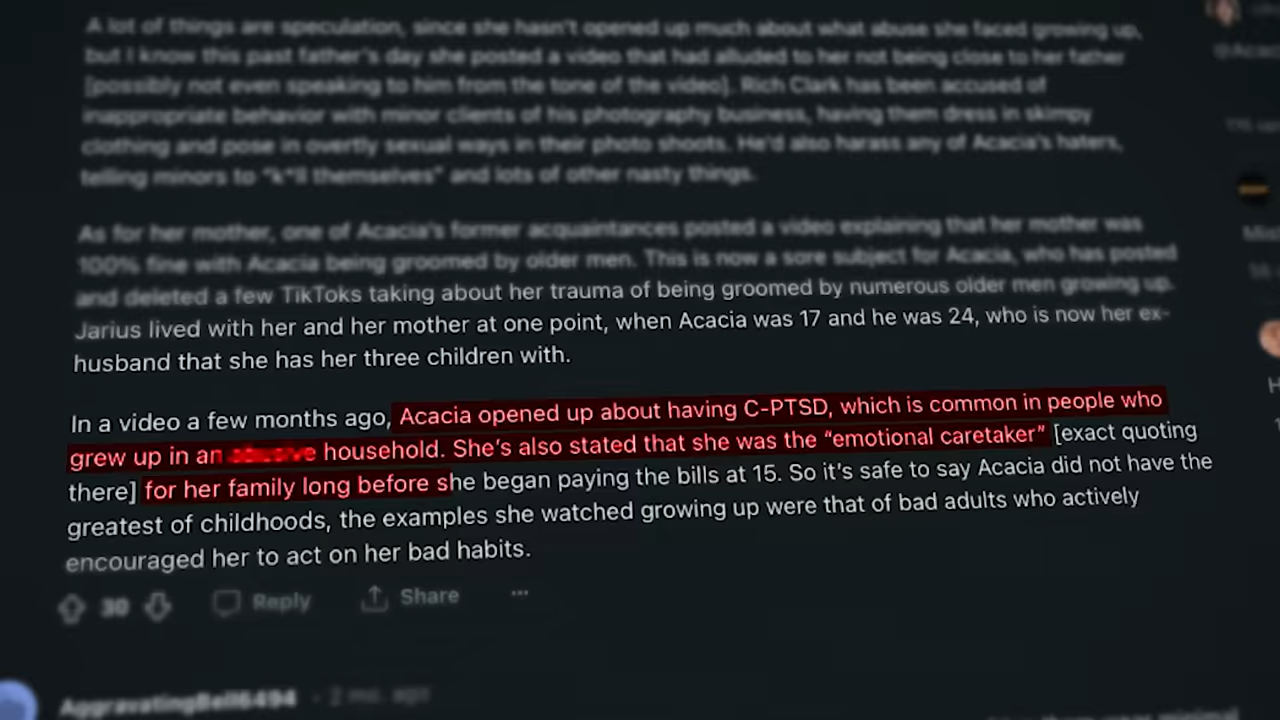 A lot of things are speculation, since she hasn't opened up much about what abuse she faced growing up,
but I know this past father's day she posted a video that had alluded to her not being close to her father
[possibly not even speaking to him from the tone of the video]. Rich Clark has been accused of
inappropriate behavior with minor clients of his photography business, having them dress in skimpy
clothing and pose in overtly sexual ways in their photo shoots. He'd also harass any of Acacia's haters,
telling minors to "k*ll themselves" and lots of other nasty things.
As for her mother, one of Acacia's former acquaintances posted a video explaining that her mother was
100% fine with Acacia being groomed by older men. This is now a sore subject for Acacia, who has posted
and deleted a few TikToks taking about her trauma of being groomed by numerous older men growing up.
Jarius lived with her and her mother at one point, when Acacia was 17 and he was 24, who is now her ex-
husband that she has her three children with.
In a video a few months ago, Acacia opened up about having C-PTSD, which is common in people who
grew up in an household. She's also stated that she was the “emotional caretaker” [exact quoting
there] for her family long before she began paying the bills at 15. So it's safe to say Acacia did not have the
greatest of childhoods, the examples she watched growing up were that of bad adults who actively
encouraged her to act on her bad habits.
30 Reply Share ...
AggravatingBell6494 · 2 mo. ago